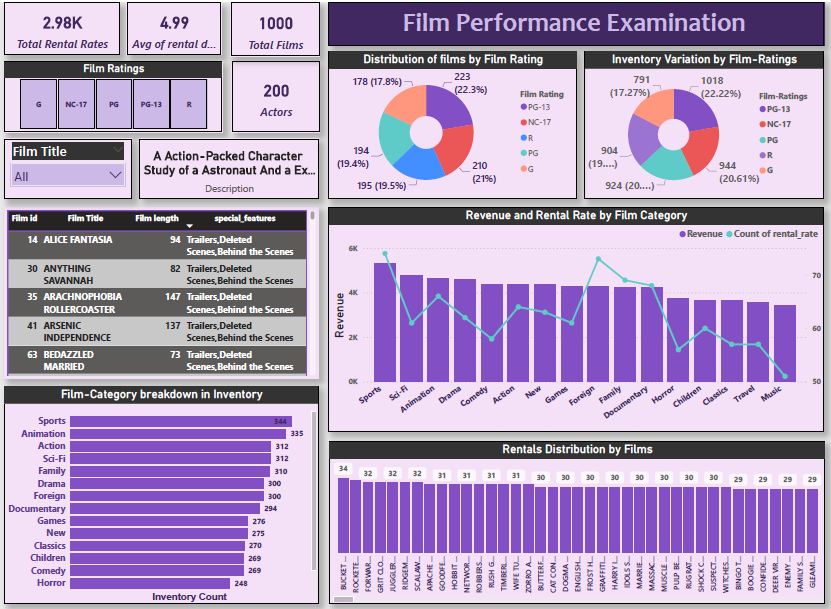 2.98K
Total Rental Rates
4.99
Avg of rental d...
1000
Total Films
Film Performance Examination
Film Ratings
G
NC-17
PG
PG-13
R
200
Actors
Film Title
All
A Action-Packed Character
Study of a Astronaut And a Ex...
Description
Distribution of films by Film Rating
178 (17.8%)
223
(22.3%)
194
(19.4%)
195 (19.5%)
210
(21%)
Film Rating
PG-13
NC-17
R
PG
G
Inventory Variation by Film-Ratings
791
(17.27%)
1018
(22.22%)
904
(19....)
924 (20....)
944
(20.61%)
Film-Ratings
PG-13
NC-17
PG
R
G
Film id Film Title Film length special_features
14 ALICE FANTASIA 94 Trailers,Deleted
Scenes,Behind the Scenes
30 ANYTHING 82 Trailers,Deleted
SAVANNAH Scenes,Behind the Scenes
35 ARACHNOPHOBIA 147 Trailers,Deleted
ROLLERCOASTER Scenes,Behind the Scenes
41 ARSENIC 137 Trailers,Deleted
INDEPENDENCE Scenes,Behind the Scenes
63 BEDAZZLED 73 Trailers,Deleted
MARRIED Scenes,Behind the Scenes
Revenue and Rental Rate by Film Category
Revenue Count of rental_rate
6K
4K
2K
0K
Revenue
70
60
50
Sports
Sci-Fi
Animation
Drama
Comedy
Action
New
Games
Foreign
Family
Documentary
Horror
Children
Classics
Travel
Music
Film-Category breakdown in Inventory
Sports 344
Animation 335
Action 312
Sci-Fi 312
Family 310
Drama 300
Foreign 300
Documentary 294
Games 276
New 275
Classics 270
Children 269
Comedy 269
Horror 248
Inventory Count
Rentals Distribution by Films
34 32 32 32 31 31 31 31 30 30 30 30 30 30 30 30 29 29 29 29
BUCKET ...
ROCKETE...
FORWAR...
GRIT CLO...
JUGGLER...
RIDGEM...
SCALAW...
APACHE ...
GOODFE...
HOBBIT ...
NETWOR...
ROBBERS...
RUSH G...
TIMBERL...
WIFE TU...
ZORRO A...
BUTTERF...
CAT CON...
DOGMA ...
ENGLISH...
FROST H...
GRAFFITI...
HARRY I...
IDOLS S...
MARRIE...
MASSAC...
MUSCLE ...
PULP BE...
RUGRAT...
SHOCK C...
SUSPECT...
WITCHES...
BINGO T...
BOOGIE ...
CONFIDE...
DEER VIR...
ENEMY ...
FAMILY S...
GLEAMI...